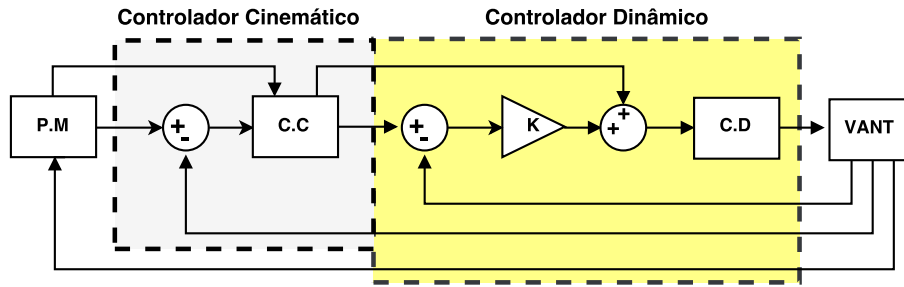 Controlador Cinemático
Controlador Dinâmico
P.M
+
-
C.C
+
-
K
+
+
C.D
VANT